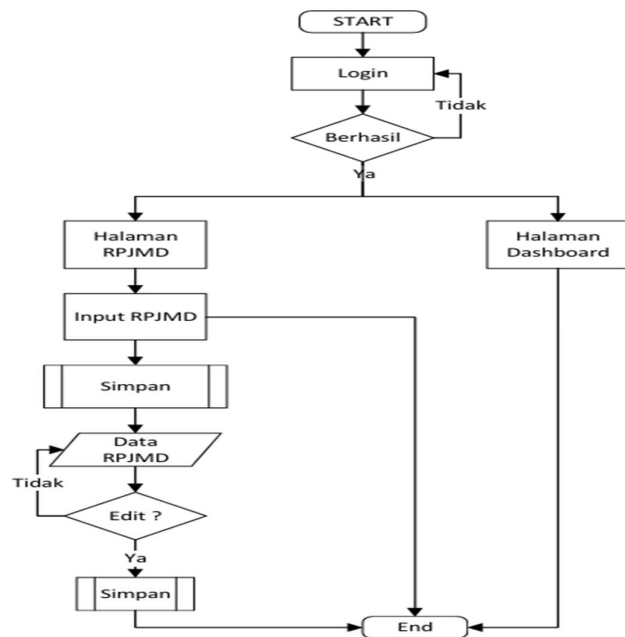 START
Login
Tidak
Berhasil
Ya
Halaman
RPJMD
Halaman
Dashboard
Input RPJMD
Simpan
Data
RPJMD
Tidak
Edit ?
Ya
Simpan
End